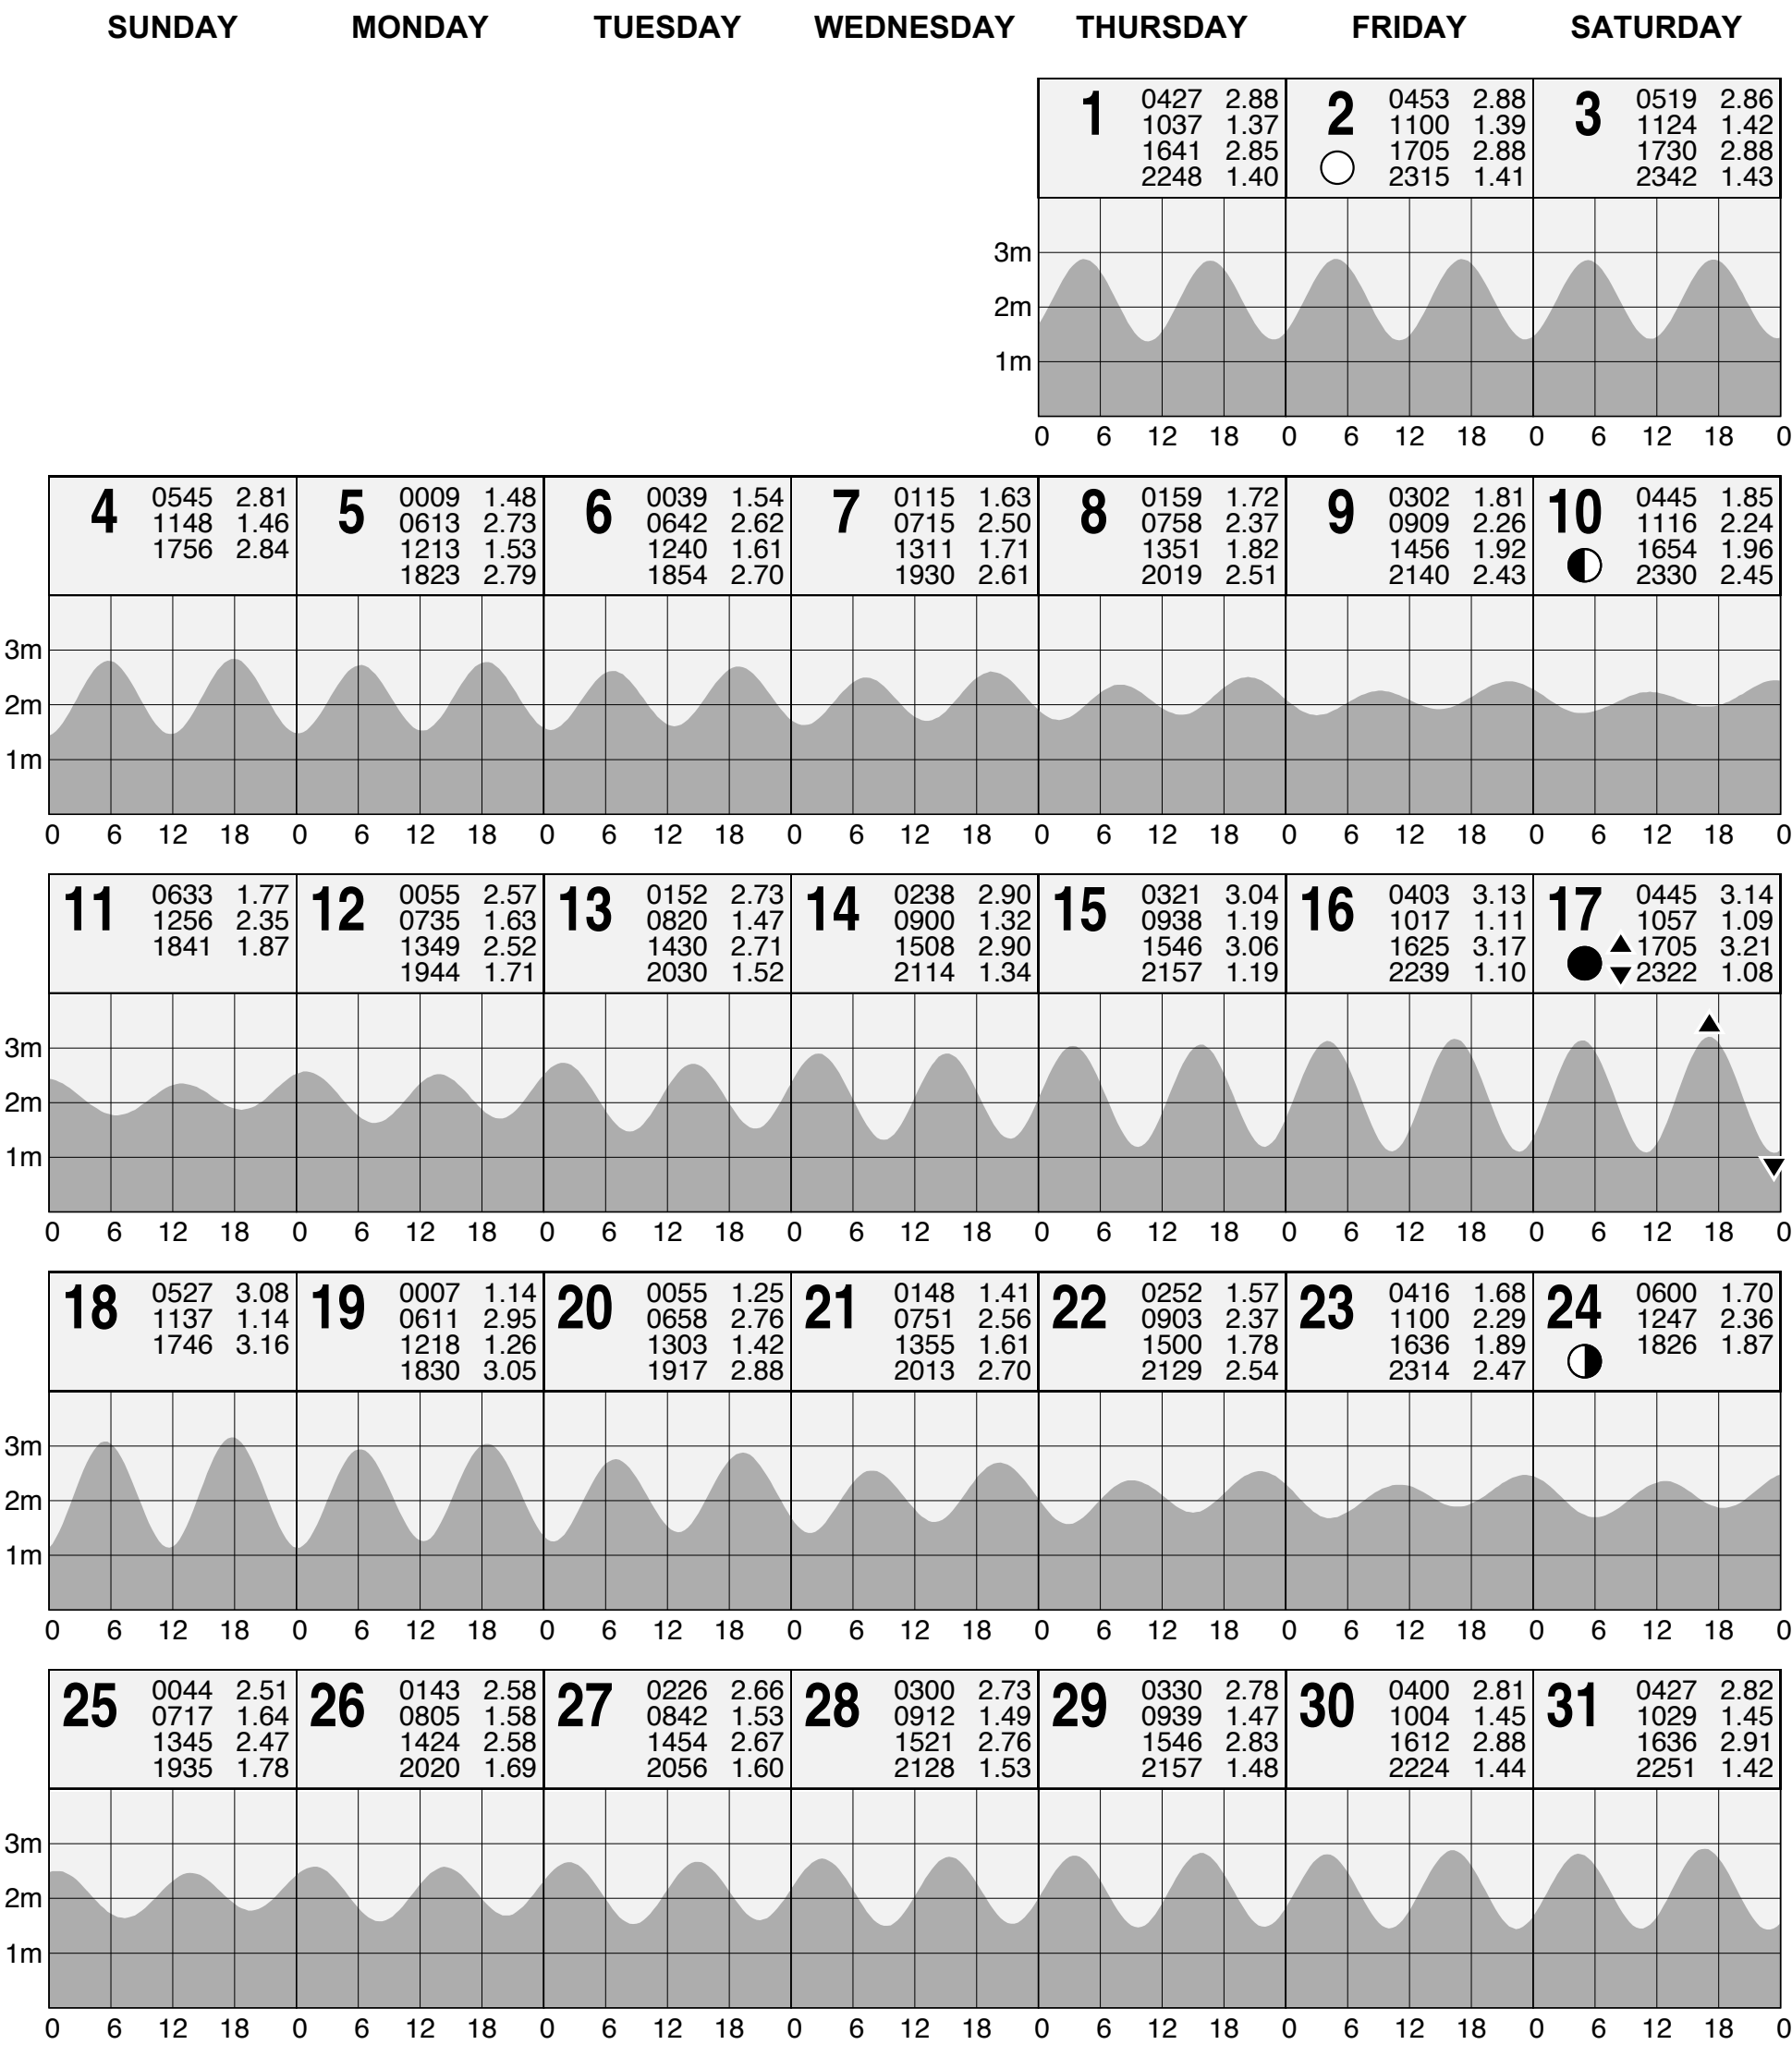 SUNDAY MONDAY TUESDAY WEDNESDAY THURSDAY FRIDAY SATURDAY
1 0427 2.88 2 0453 2.88 3 0519 2.86
1037 1.37 1100 1.39 1124 1.42
1641 2.85 1705 2.88 1730 2.88
2248 1.40 2315 1.41 2342 1.43
3m
2m
1m
0 6 12 18 0 6 12 18 0 6 12 18 0
4 0545 2.81 5 0009 1.48 6 0039 1.54 7 0115 1.63 8 0159 1.72 9 0302 1.81 10 0445 1.85
1148 1.46 0613 2.73 0642 2.62 0715 2.50 0758 2.37 0909 2.26 1116 2.24
1756 2.84 1213 1.53 1240 1.61 1311 1.71 1351 1.82 1456 1.92 1654 1.96
1823 2.79 1854 2.70 1930 2.61 2019 2.51 2140 2.43 2330 2.45
3m
2m
1m
0 6 12 18 0 6 12 18 0 6 12 18 0 6 12 18 0 6 12 18 0 6 12 18 0 6 12 18 0
11 0633 1.77 12 0055 2.57 13 0152 2.73 14 0238 2.90 15 0321 3.04 16 0403 3.13 17 0445 3.14
1256 2.35 0735 1.63 0820 1.47 0900 1.32 0938 1.19 1017 1.11 1057 1.09
1841 1.87 1349 2.52 1430 2.71 1508 2.90 1546 3.06 1625 3.17 1705 3.21
1944 1.71 2030 1.52 2114 1.34 2157 1.19 2239 1.10 2322 1.08
3m
2m
1m
0 6 12 18 0 6 12 18 0 6 12 18 0 6 12 18 0 6 12 18 0 6 12 18 0 6 12 18 0
18 0527 3.08 19 0007 1.14 20 0055 1.25 21 0148 1.41 22 0252 1.57 23 0416 1.68 24 0600 1.70
1137 1.14 0611 2.95 0658 2.76 0751 2.56 0903 2.37 1100 2.29 1247 2.36
1746 3.16 1218 1.26 1303 1.42 1355 1.61 1500 1.78 1636 1.89 1826 1.87
1830 3.05 1917 2.88 2013 2.70 2129 2.54 2314 2.47
3m
2m
1m
0 6 12 18 0 6 12 18 0 6 12 18 0 6 12 18 0 6 12 18 0 6 12 18 0 6 12 18 0
25 0044 2.51 26 0143 2.58 27 0226 2.66 28 0300 2.73 29 0330 2.78 30 0400 2.81 31 0427 2.82
0717 1.64 0805 1.58 0842 1.53 0912 1.49 0939 1.47 1004 1.45 1029 1.45
1345 2.47 1424 2.58 1454 2.67 1521 2.76 1546 2.83 1612 2.88 1636 2.91
1935 1.78 2020 1.69 2056 1.60 2128 1.53 2157 1.48 2224 1.44 2251 1.42
3m
2m
1m
0 6 12 18 0 6 12 18 0 6 12 18 0 6 12 18 0 6 12 18 0 6 12 18 0 6 12 18 0